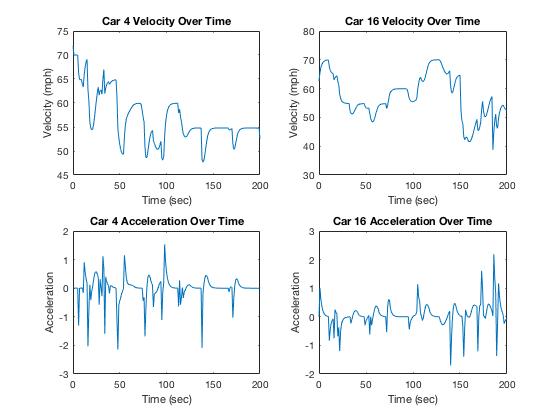 Car 4 Velocity Over Time
75
70
65
60
55
50
45
Velocity (mph)
0 50 100 150 200
Time (sec)
Car 16 Velocity Over Time
80
70
60
50
40
30
Velocity (mph)
0 50 100 150 200
Time (sec)
Car 4 Acceleration Over Time
2
1
0
-1
-2
-3
Acceleration
0 50 100 150 200
Time (sec)
Car 16 Acceleration Over Time
3
2
1
0
-1
-2
Acceleration
0 50 100 150 200
Time (sec)